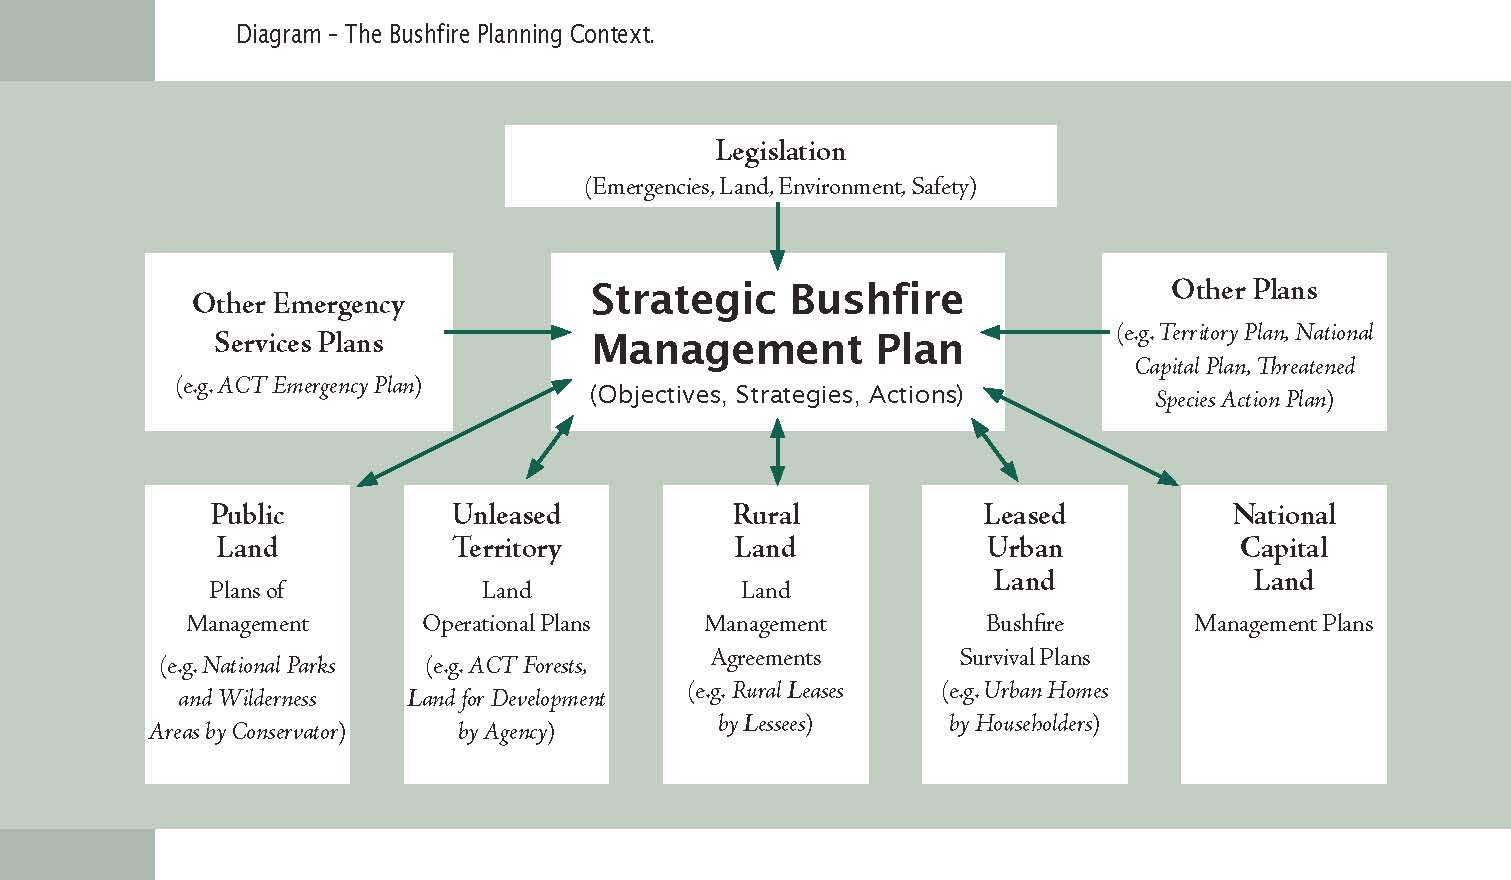 Diagram - The Bushfire Planning Context.
Legislation
(Emergencies, Land, Environment, Safety)
Other Emergency
Services Plans
(e.g. ACT Emergency Plan)
Strategic Bushfire
Management Plan
(Objectives, Strategies, Actions)
Other Plans
(e.g. Territory Plan, National
Capital Plan, Threatened
Species Action Plan)
Public
Land
Plans of
Management
(e.g. National Parks
and Wilderness
Areas by Conservator)
Unleased
Territory
Land
Operational Plans
(e.g. ACT Forests,
Land for Development
by Agency)
Rural
Land
Land
Management
Agreements
(e.g. Rural Leases
by Lessees)
Leased
Urban
Land
Bushfire
Survival Plans
(e.g. Urban Homes
by Householders)
National
Capital
Land
Management Plans